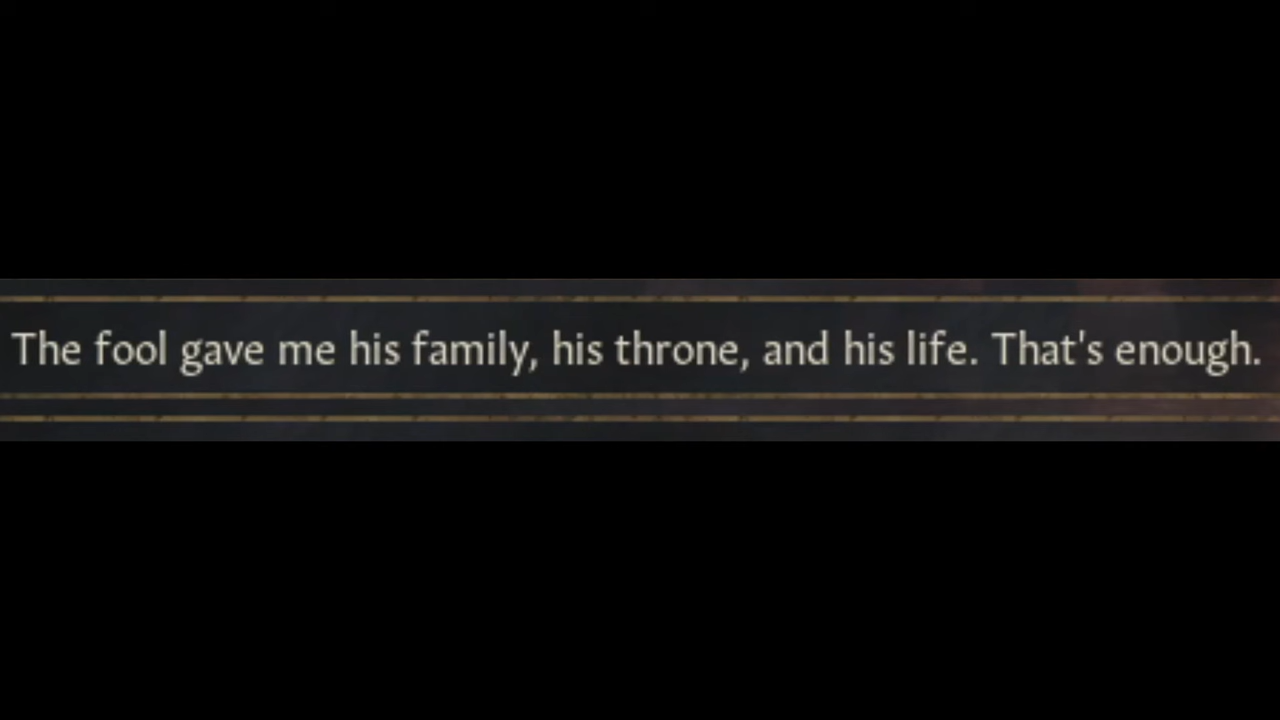 The fool gave me his family, his throne, and his life. That's enough.